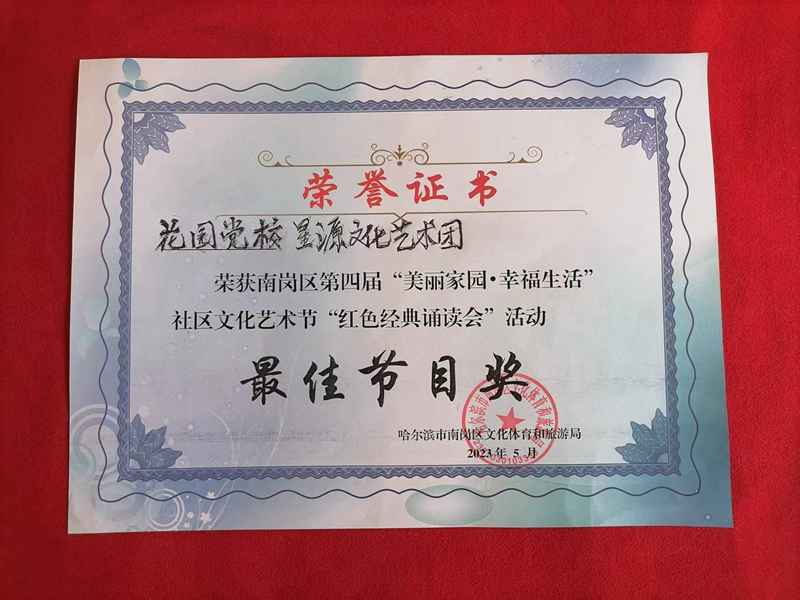 荣誉证书
花园党校 星源文化艺术团
荣获南岗区第四届“美丽家园·幸福生活”
社区文化艺术节“红色经典诵读会”活动
最佳节目奖
哈尔滨市南岗区文化体育和旅游局
2023年5月